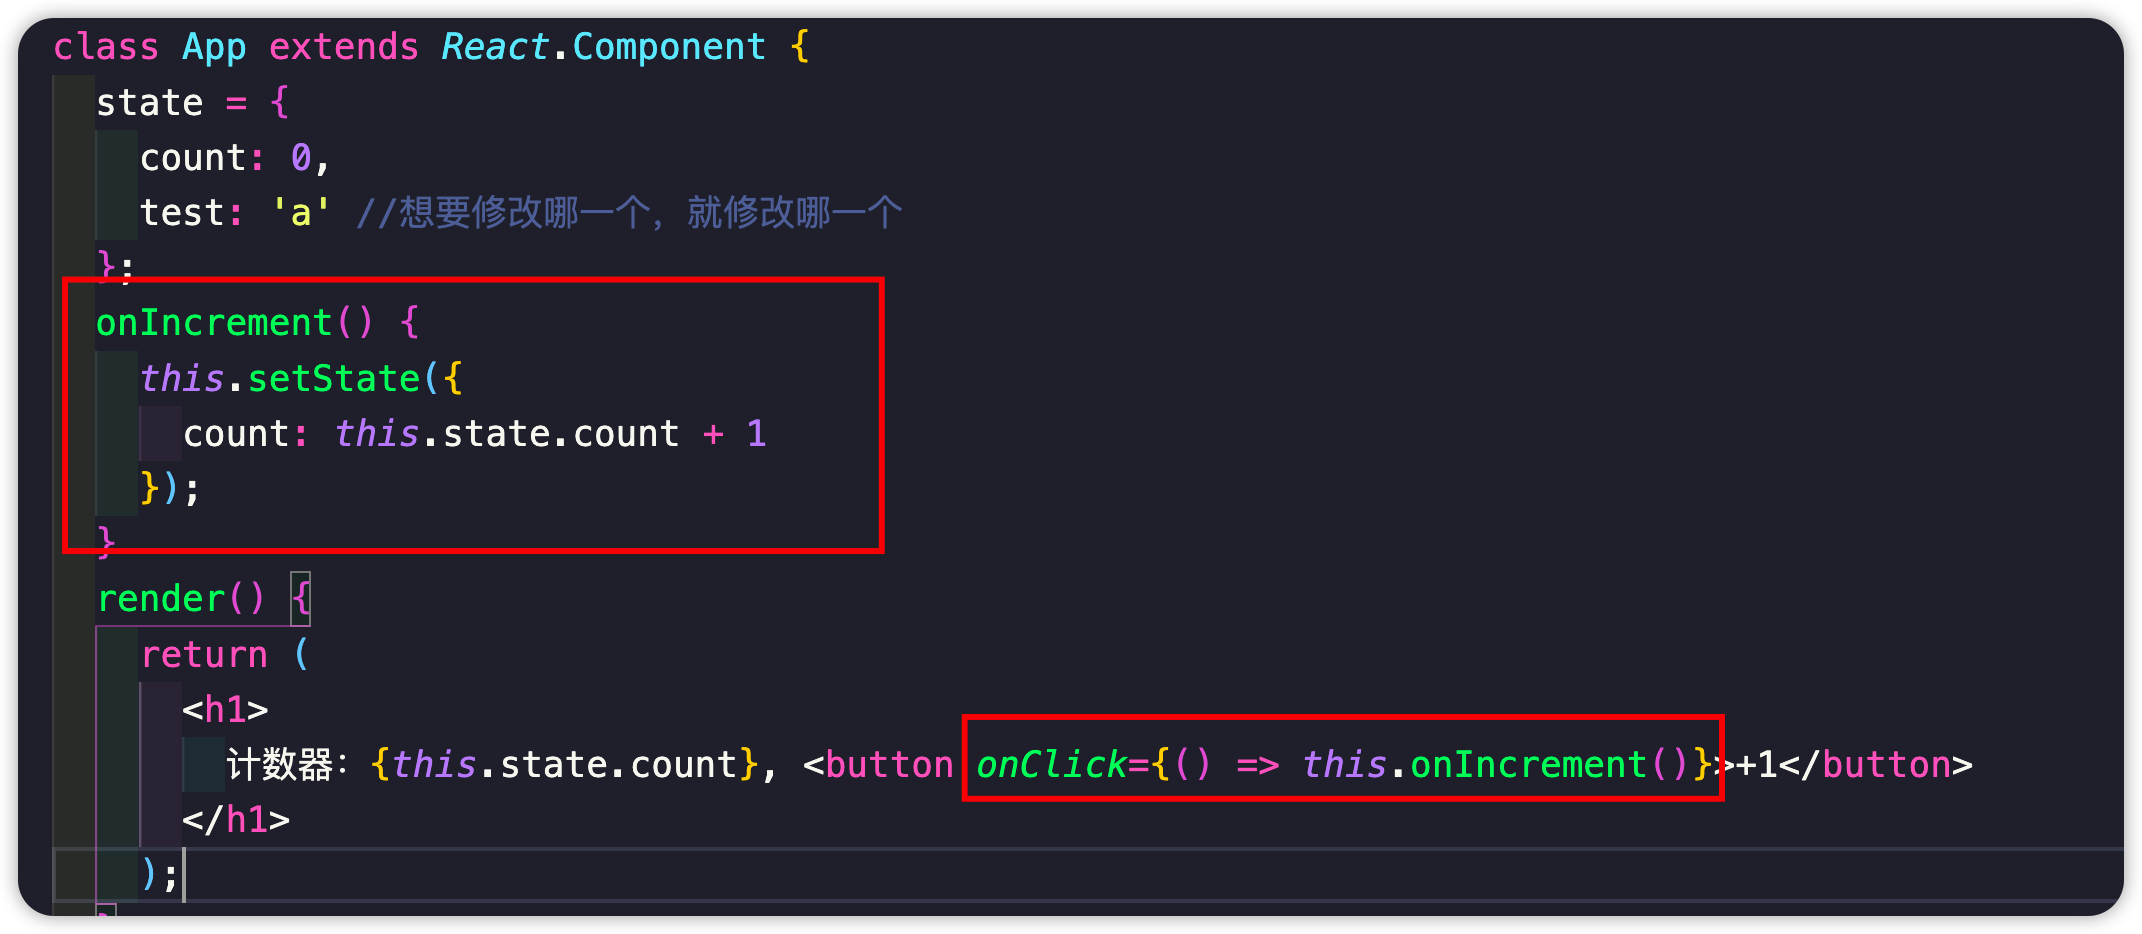 class App extends React.Component {
state = {
count: 0,
test: 'a' //想要修改哪一个，就修改哪一个
};
onIncrement() {
this.setState({
count: this.state.count + 1
});
}
render() {
return (
<h1>
计数器：{this.state.count}, <button onClick={() => this.onIncrement()}>+1</button>
</h1>
);